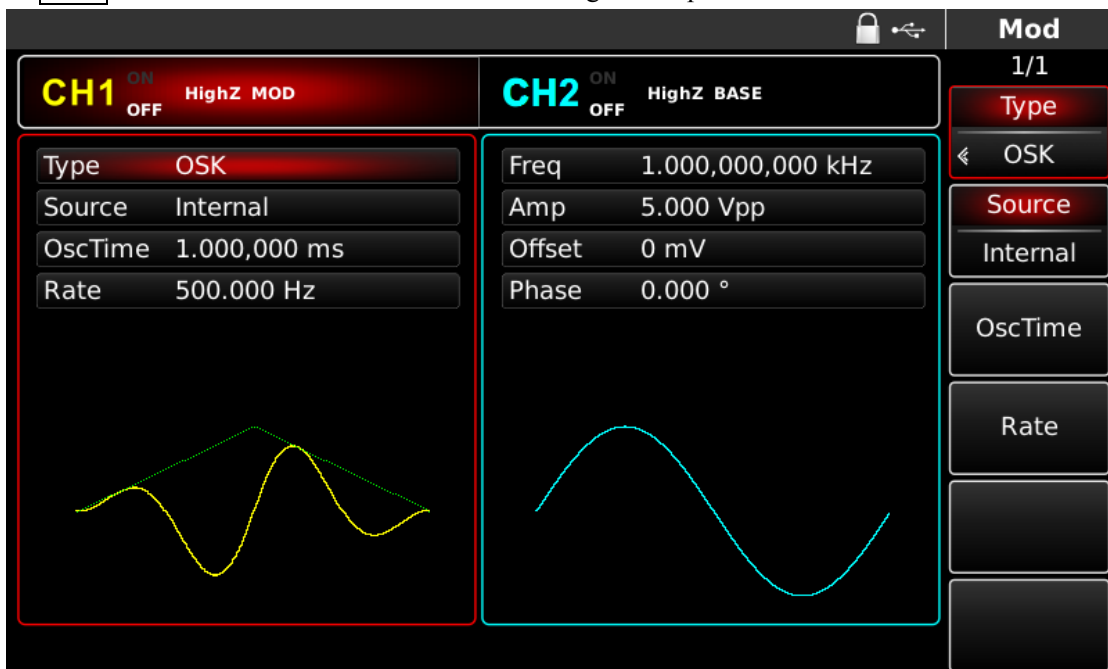 Mod
1/1
CH1 ON OFF HighZ MOD
CH2 ON OFF HighZ BASE
Type
OSK
Type OSK
Source Internal
OscTime 1.000,000 ms
Rate 500.000 Hz
Freq 1.000,000,000 kHz
Amp 5.000 Vpp
Offset 0 mV
Phase 0.000 °
Source
Internal
OscTime
Rate